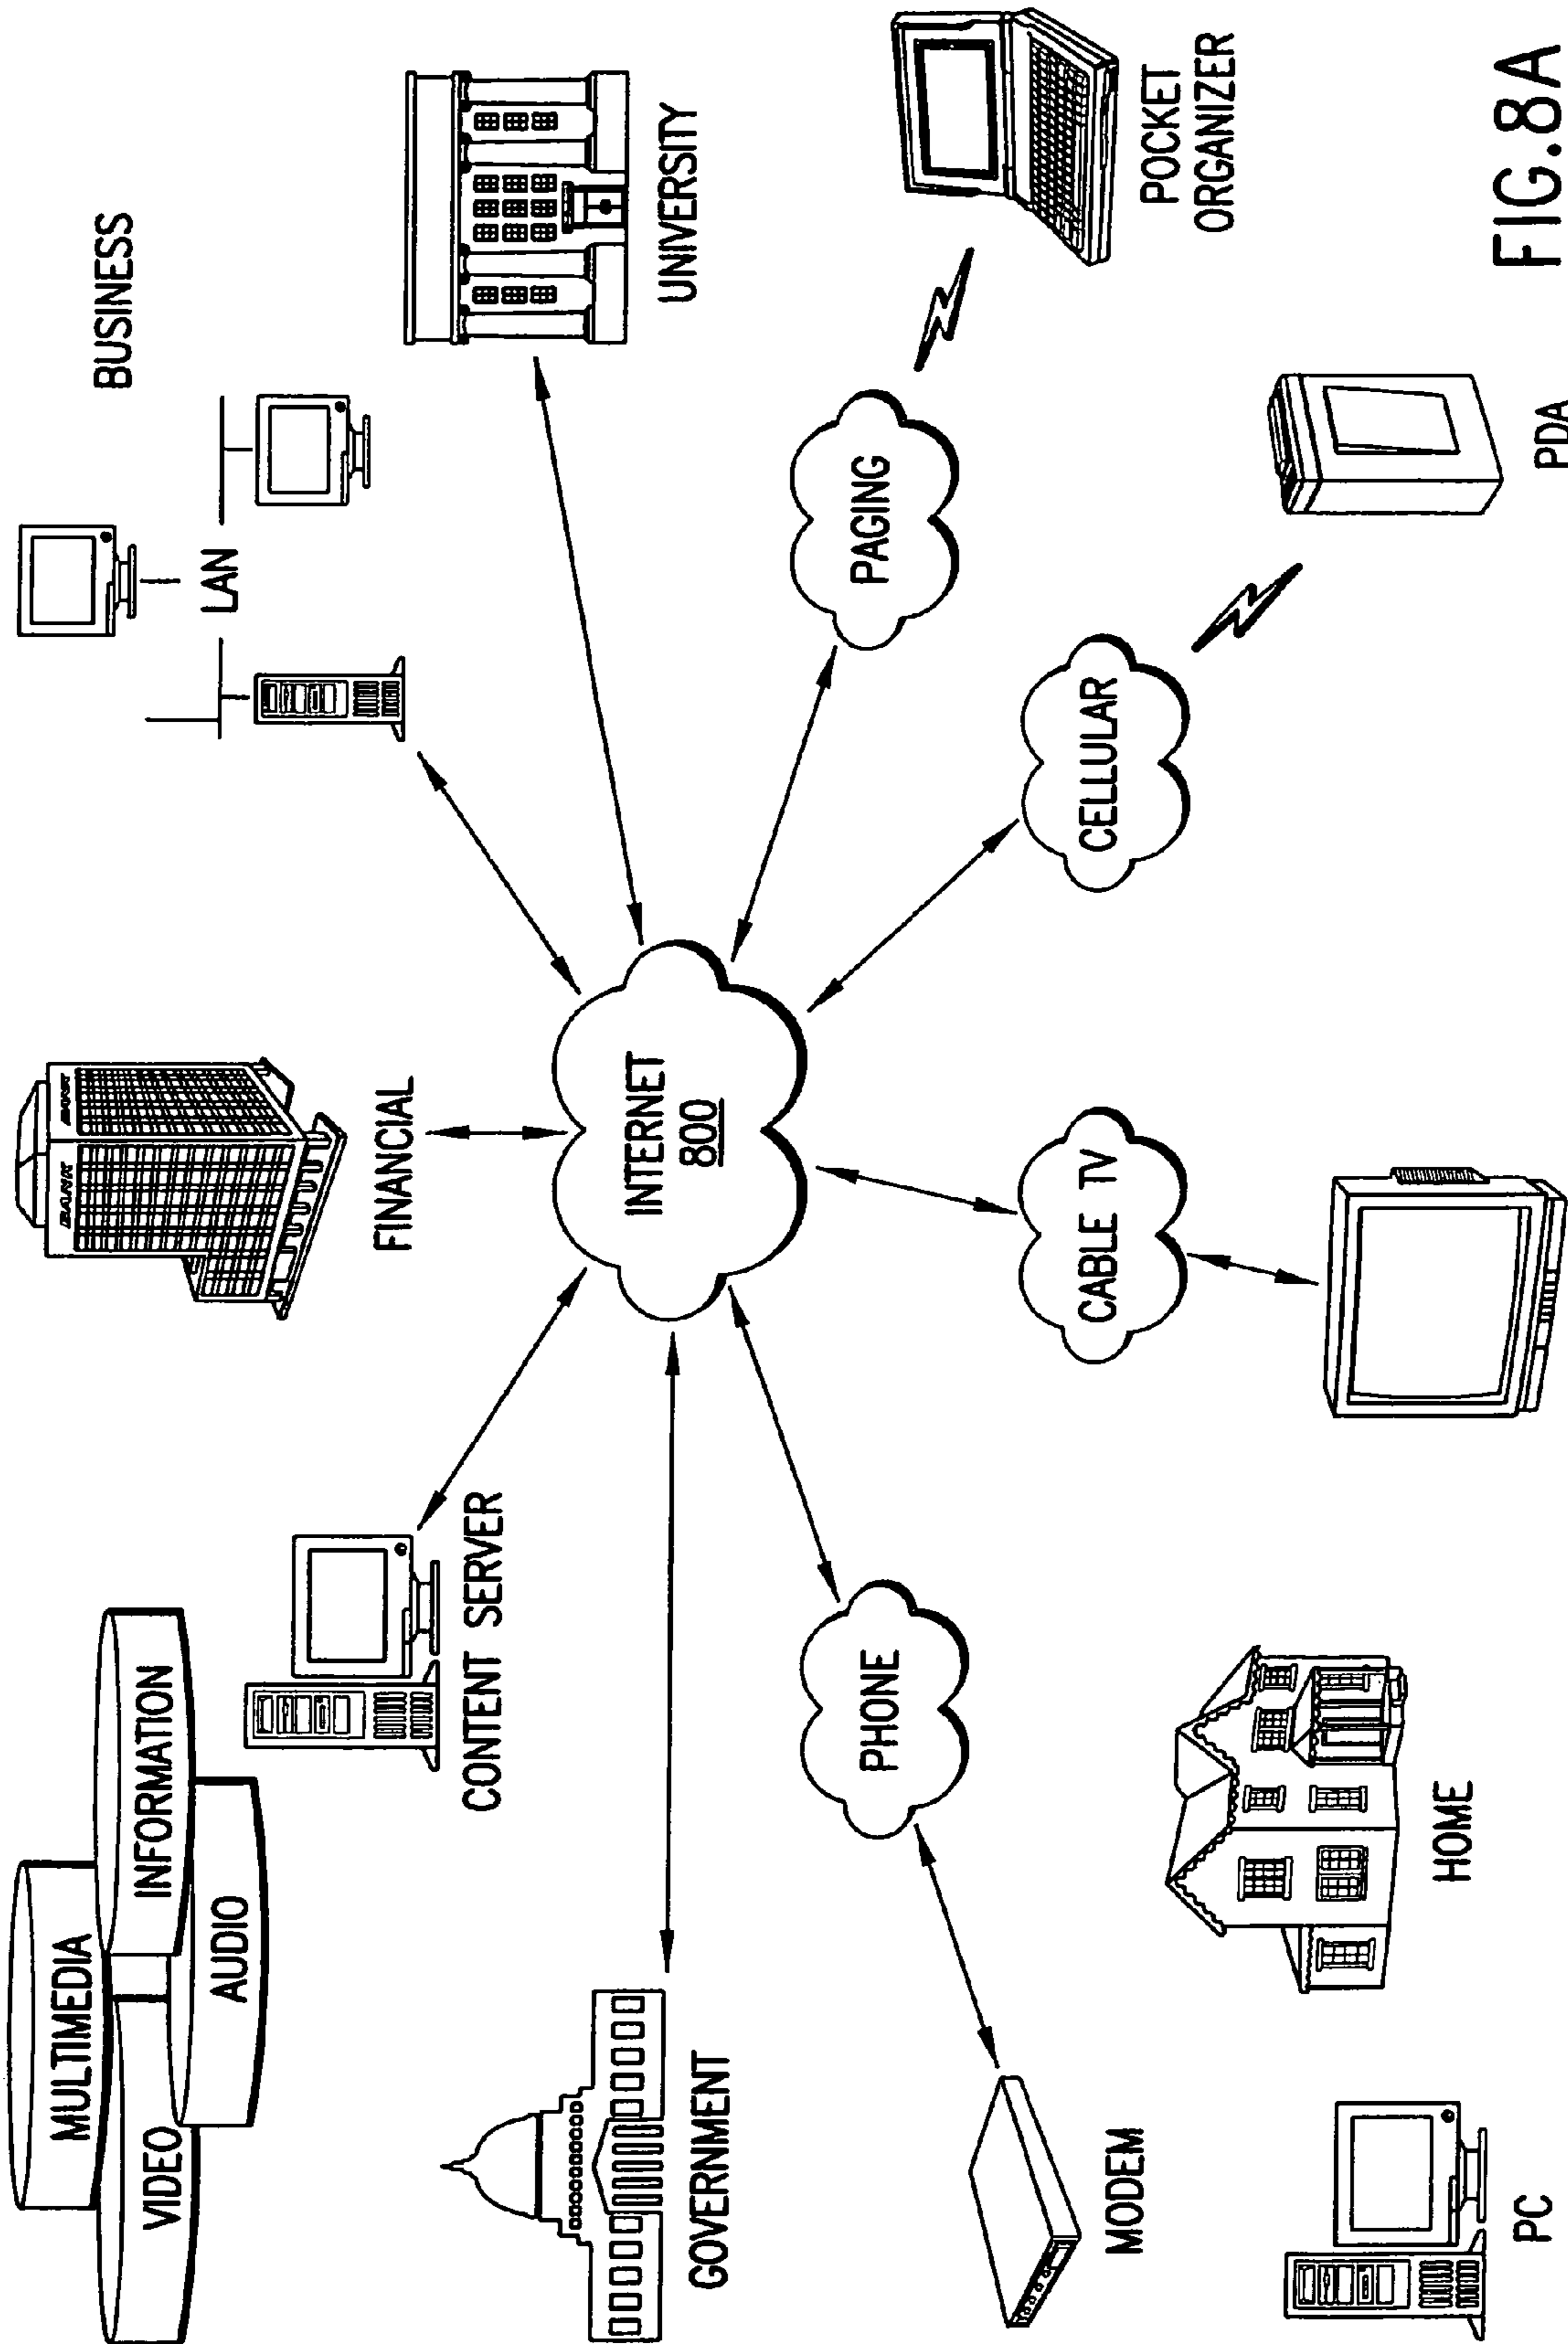 MULTIMEDIA
VIDEO
INFORMATION
AUDIO
CONTENT SERVER
BANK
FINANCIAL
BUSINESS
LAN
GOVERNMENT
INTERNET
800
UNIVERSITY
PHONE
CABLE TV
CELLULAR
PAGING
MODEM
POCKET
ORGANIZER
PC
HOME
PDA
FIG.8A